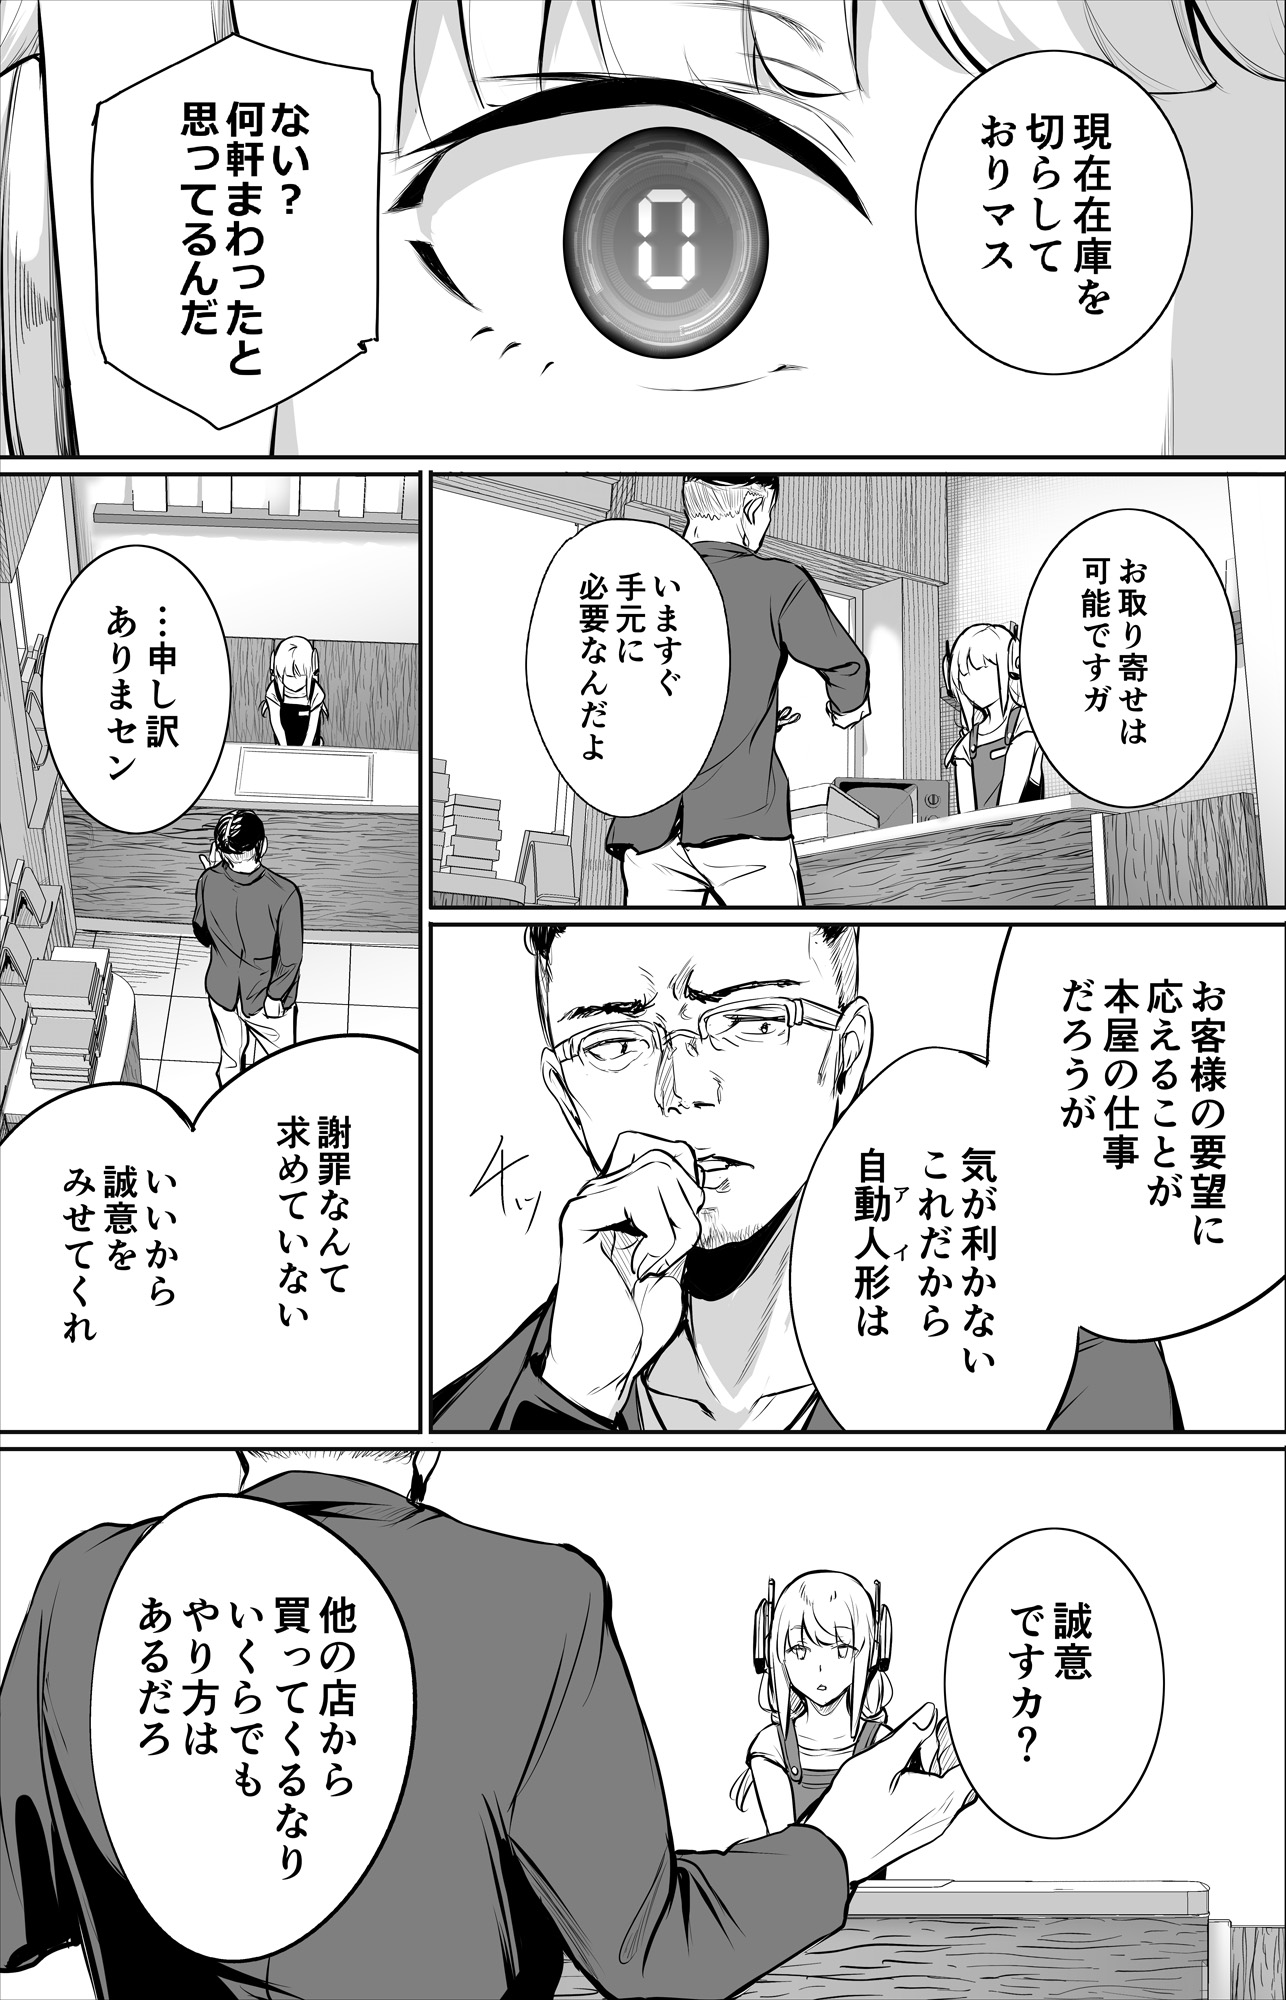 現在在庫を
切らして
おりマス
ない？
何軒まわったと
思ってるんだ
お取り寄せは
可能ですガ
いますぐ
手元に
必要なんだよ
お客様の要望に
応えることが
本屋の仕事
だろうが
気が利かない
これだから
自動人形は
アイ
チッ
…申し訳
ありまセン
謝罪なんて
求めていない
いいから
誠意を
みせてくれ
誠意
ですカ？
他の店から
買ってくるなり
いくらでも
やり方は
あるだろ
0